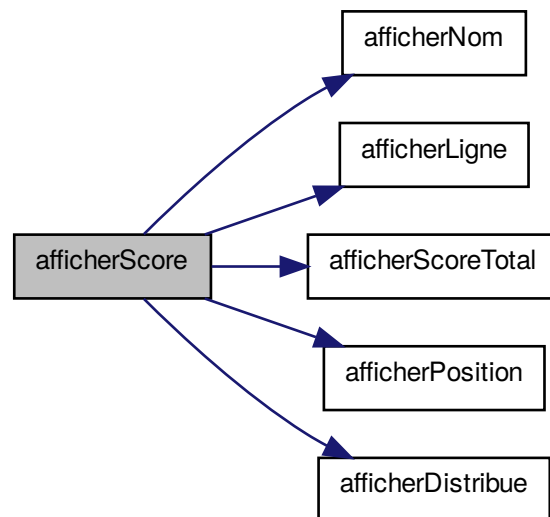 afficherNom
afficherLigne
afficherScore
afficherScoreTotal
afficherPosition
afficherDistribue